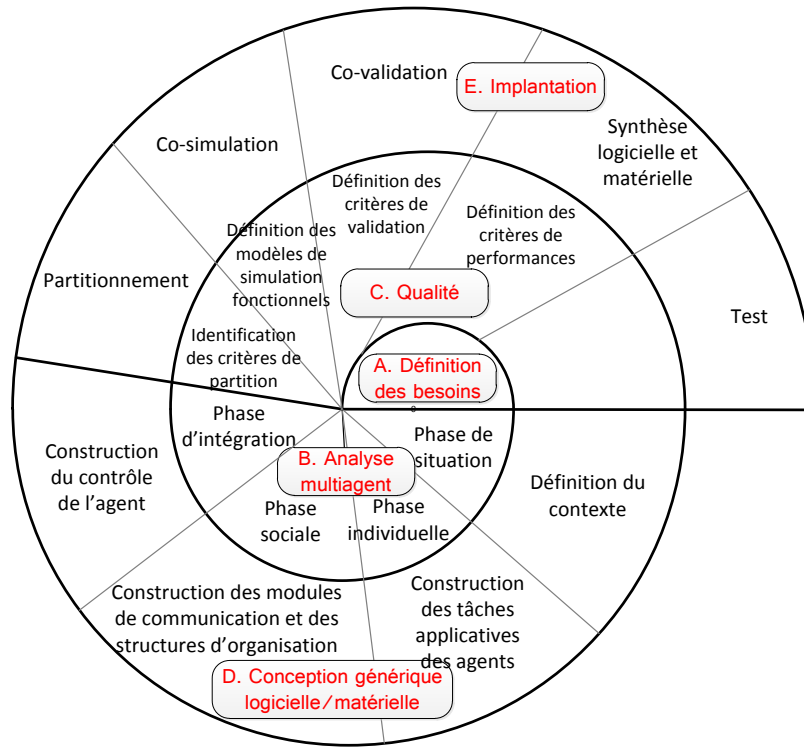 Co-validation
E. Implantation
Co-simulation
Synthèse
logicielle et
matérielle
Définition des
critères de
validation
Définition des
critères de
performances
Définition des
modèles de
simulation
fonctionnels
Partitionnement
C. Qualité
Test
Identification
des critères de
partition
A. Définition
des besoins
Phase
d’intégration
Phase de
situation
B. Analyse
multiagent
Construction
du contrôle
de l’agent
Définition du
contexte
Phase
sociale
Phase
individuelle
Construction des modules
de communication et des
structures d’organisation
Construction
des tâches
applicatives
des agents
D. Conception générique
logicielle/matérielle